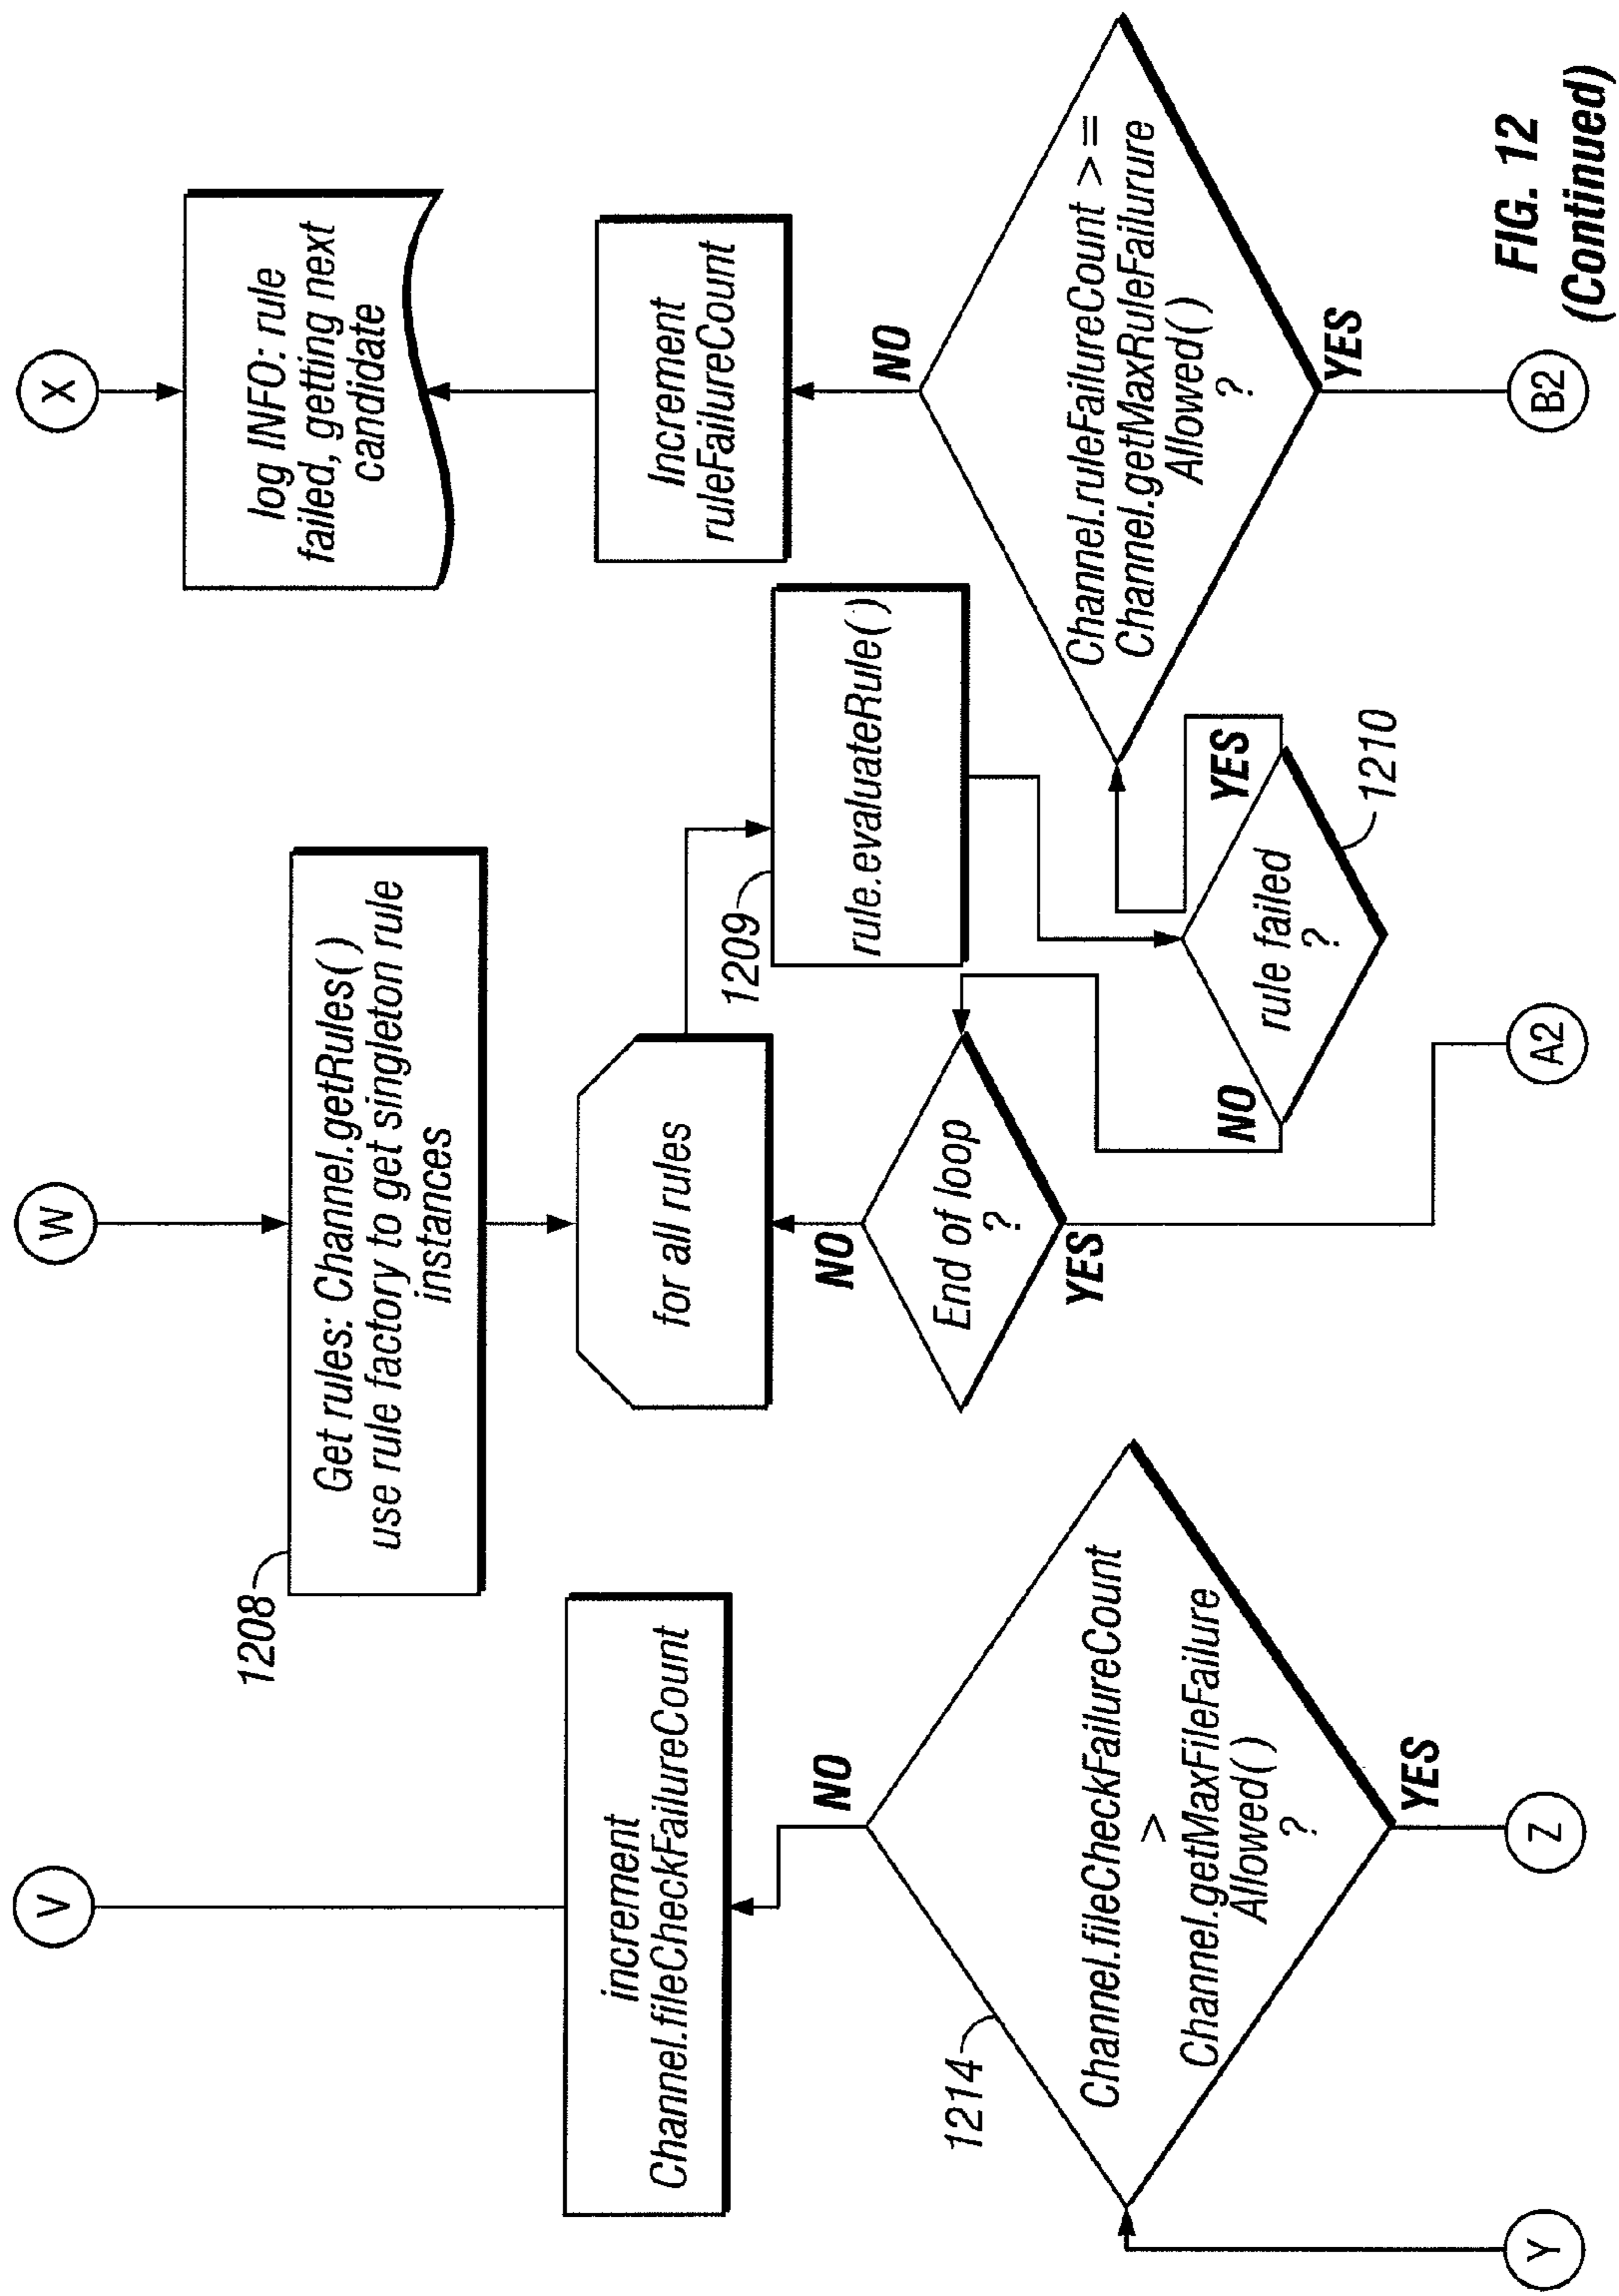 V
W
X
1208
Get rules: Channel.getRules()
use rule factory to get singleton rule
instances
log INFO: rule
failed, getting next
candidate
increment
Channel.fileCheckFailureCount
for all rules
Increment
ruleFailureCount
1209
rule.evaluateRule()
NO
NO
NO
1214
Channel.fileCheckFailureCount
>
Channel.getMaxFileFailure
Allowed()
?
End of loop
?
YES
Channel.ruleFailureCount >=
Channel.getMaxRuleFailurure
Allowed()
?
NO
YES
rule failed
?
1210
YES
YES
Y
Z
A2
B2
FIG. 12
(Continued)